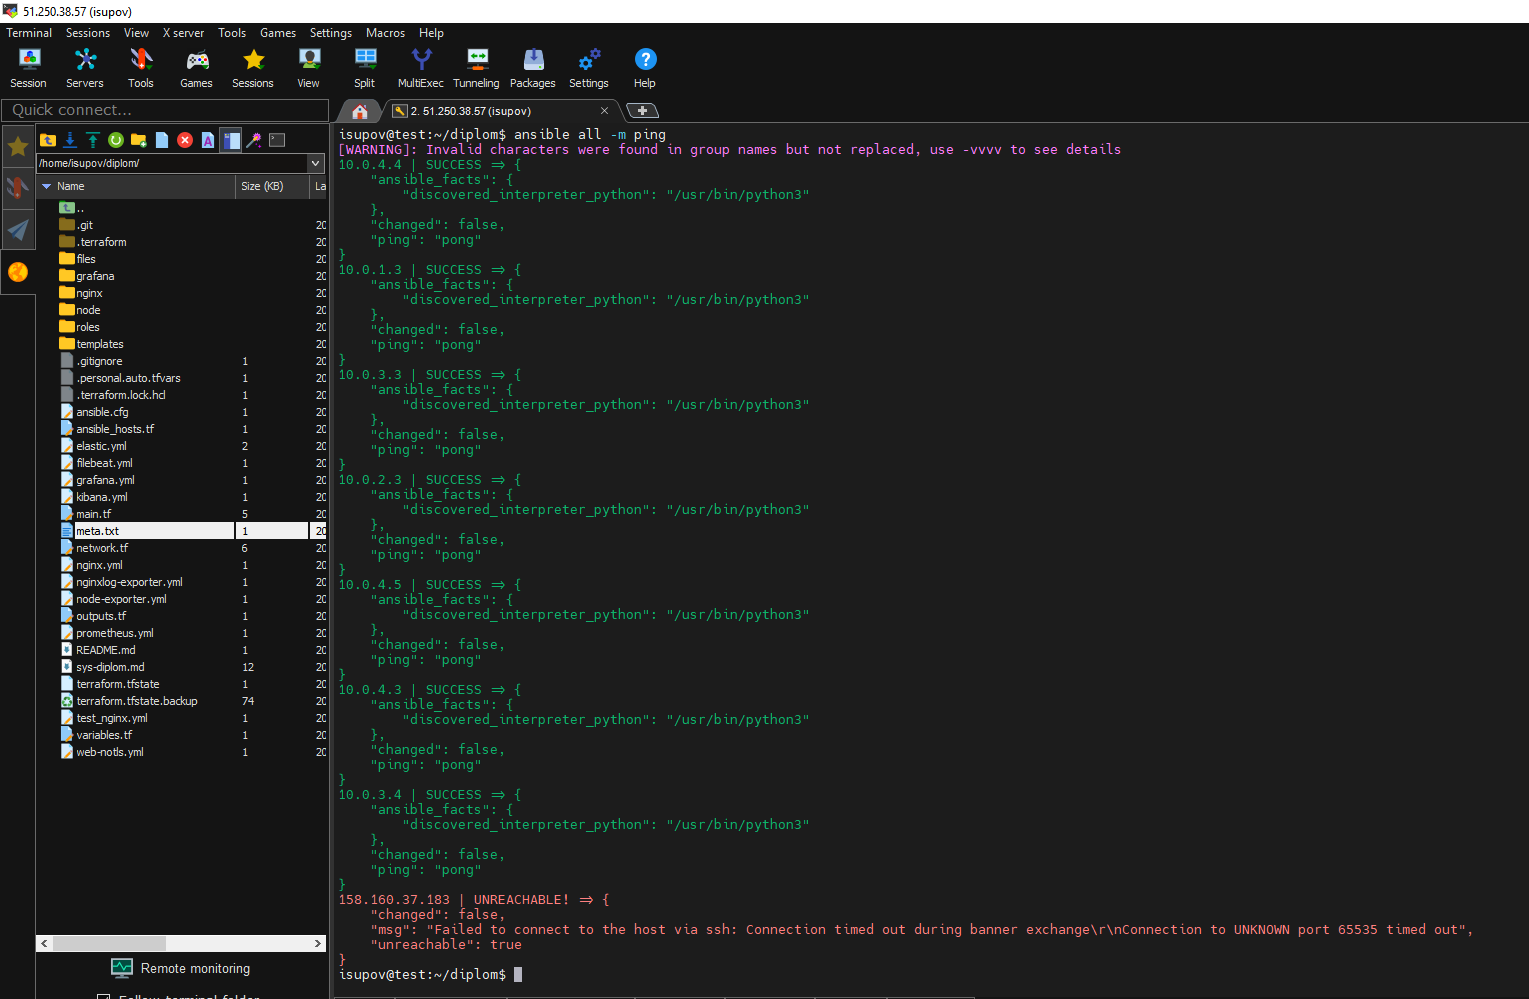 51.250.38.57 (isupov)
Terminal Sessions View X server Tools Games Settings Macros Help
Session Servers Tools Games Sessions View Split MultiExec Tunneling Packages Settings Help
Quick connect...
2. 51.250.38.57 (isupov)
/home/isupov/diplom/
Name Size (KB) La
..
.git 20
.terraform 20
files 20
grafana 20
nginx 20
node 20
roles 20
templates 20
.gitignore 1 20
.personal.auto.tfvars 1 20
.terraform.lock.hcl 1 20
ansible.cfg 1 20
ansible_hosts.tf 1 20
elastic.yml 2 20
filebeat.yml 1 20
grafana.yml 1 20
kibana.yml 1 20
main.tf 5 20
meta.txt 1 20
network.tf 6 20
nginx.yml 1 20
nginxlog-exporter.yml 1 20
node-exporter.yml 1 20
outputs.tf 1 20
prometheus.yml 1 20
README.md 1 20
sys-diplom.md 12 20
terraform.tfstate 1 20
terraform.tfstate.backup 74 20
test_nginx.yml 1 20
variables.tf 1 20
web-notls.yml 1 20
Remote monitoring
Follow terminal folder
isupov@test:~/diplom$ ansible all -m ping
[WARNING]: Invalid characters were found in group names but not replaced, use -vvvv to see details
10.0.4.4 | SUCCESS => {
    "ansible_facts": {
        "discovered_interpreter_python": "/usr/bin/python3"
    },
    "changed": false,
    "ping": "pong"
}
10.0.1.3 | SUCCESS => {
    "ansible_facts": {
        "discovered_interpreter_python": "/usr/bin/python3"
    },
    "changed": false,
    "ping": "pong"
}
10.0.3.3 | SUCCESS => {
    "ansible_facts": {
        "discovered_interpreter_python": "/usr/bin/python3"
    },
    "changed": false,
    "ping": "pong"
}
10.0.2.3 | SUCCESS => {
    "ansible_facts": {
        "discovered_interpreter_python": "/usr/bin/python3"
    },
    "changed": false,
    "ping": "pong"
}
10.0.4.5 | SUCCESS => {
    "ansible_facts": {
        "discovered_interpreter_python": "/usr/bin/python3"
    },
    "changed": false,
    "ping": "pong"
}
10.0.4.3 | SUCCESS => {
    "ansible_facts": {
        "discovered_interpreter_python": "/usr/bin/python3"
    },
    "changed": false,
    "ping": "pong"
}
10.0.3.4 | SUCCESS => {
    "ansible_facts": {
        "discovered_interpreter_python": "/usr/bin/python3"
    },
    "changed": false,
    "ping": "pong"
}
158.160.37.183 | UNREACHABLE! => {
    "changed": false,
    "msg": "Failed to connect to the host via ssh: Connection timed out during banner exchange\r\nConnection to UNKNOWN port 65535 timed out",
    "unreachable": true
}
isupov@test:~/diplom$